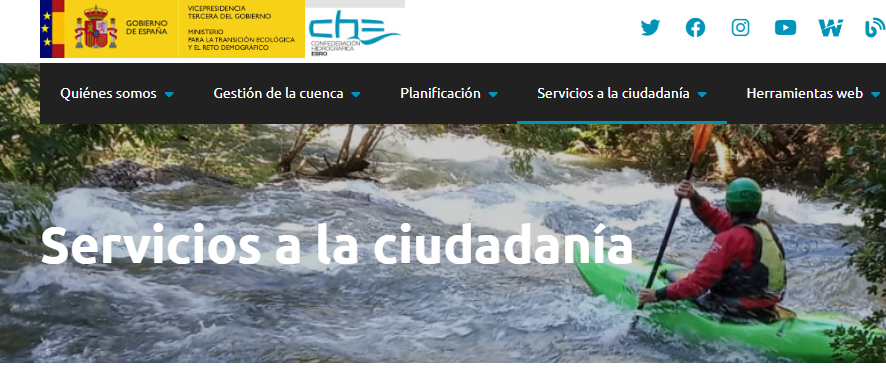 GOBIERNO
DE ESPAÑA
VICEPRESIDENCIA
TERCERA DEL GOBIERNO
MINISTERIO
PARA LA TRANSICIÓN ECOLÓGICA
Y EL RETO DEMOGRÁFICO
che
CONFEDERACIÓN
HIDROGRÁFICA
EBRO
Quiénes somos
Gestión de la cuenca
Planificación
Servicios a la ciudadanía
Herramientas web
Servicios a la ciudadanía